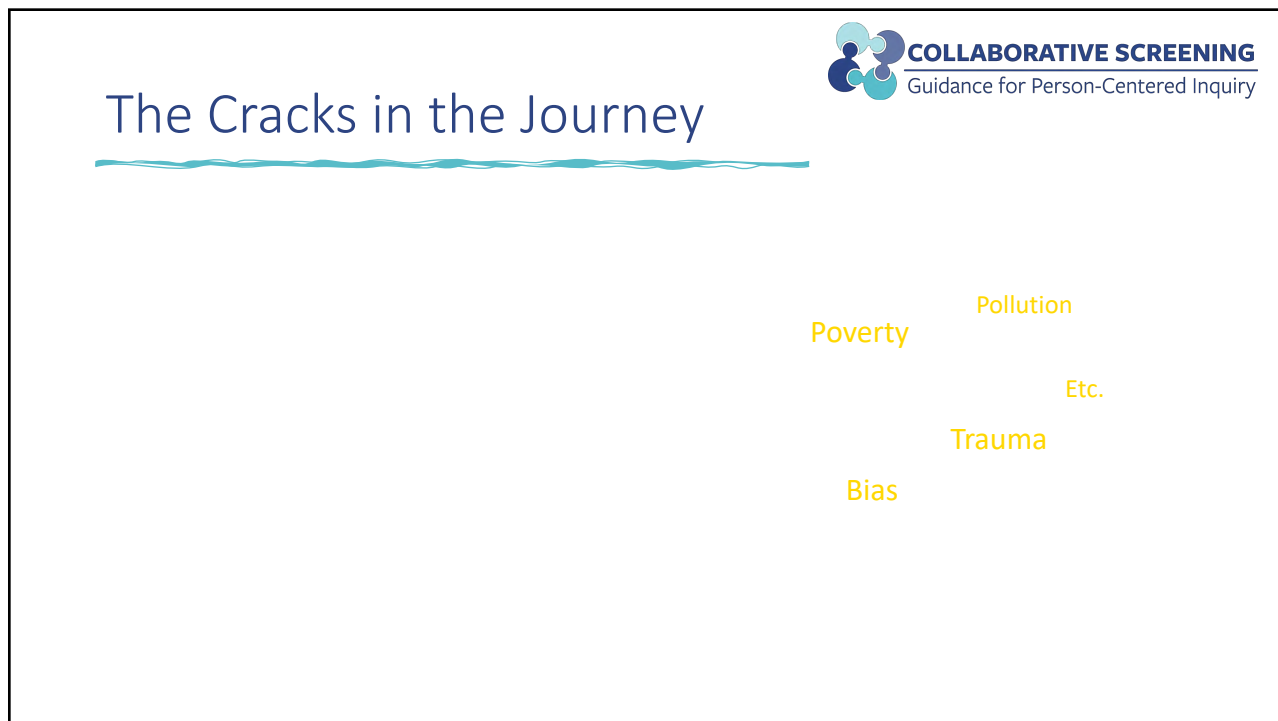 COLLABORATIVE SCREENING
Guidance for Person-Centered Inquiry
The Cracks in the Journey
Pollution
Poverty
Etc.
Trauma
Bias